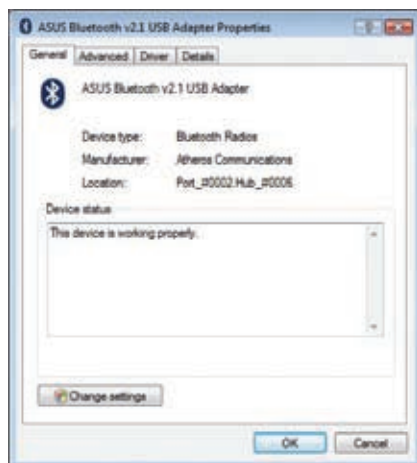 ASUS Bluetooth v2.1 USB Adapter Properties
General Advanced Driver Details
ASUS Bluetooth v2.1 USB Adapter
Device type: Bluetooth Radios
Manufacturer: Atheros Communications
Location: Port_#0002.Hub_#0006
Device status
This device is working properly.
Change settings
OK Cancel